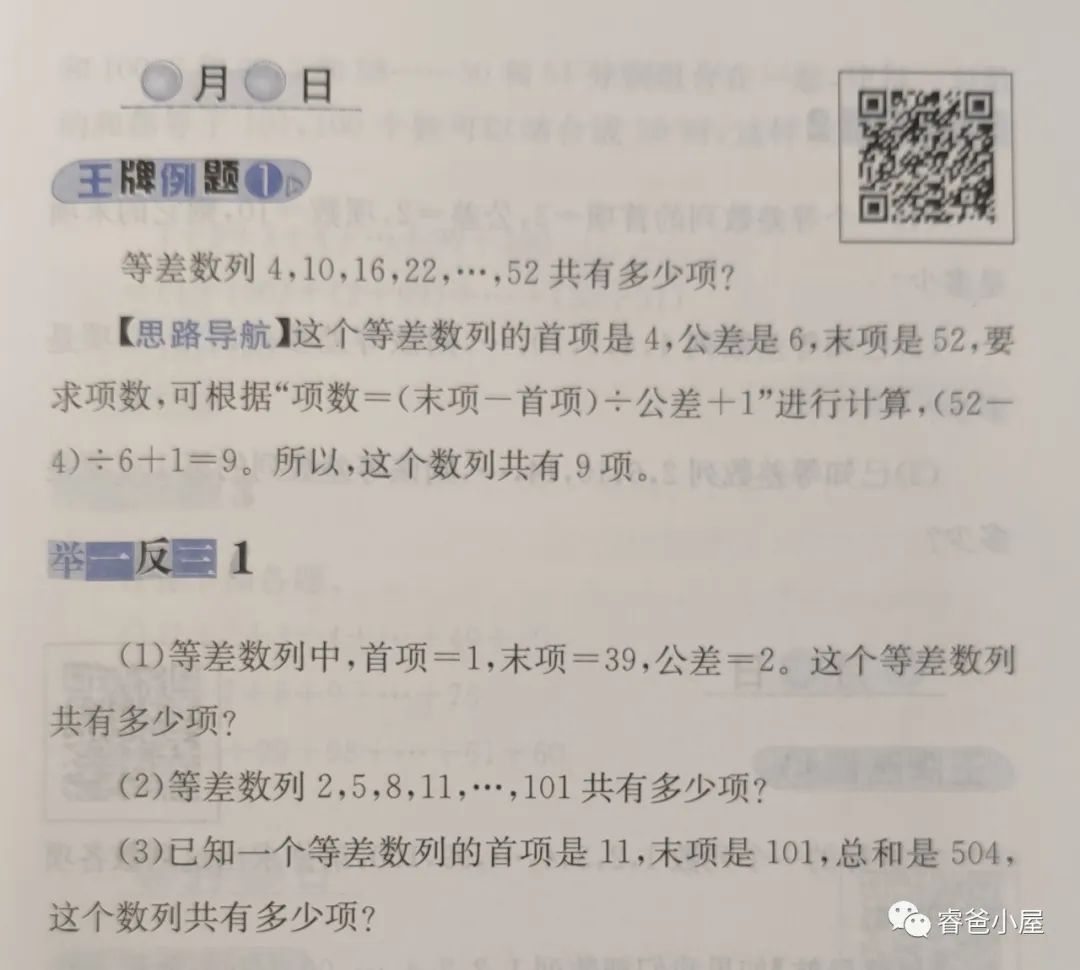 月 日
王牌例题1
等差数列 4,10,16,22,…,52 共有多少项?
【思路导航】这个等差数列的首项是 4,公差是 6,末项是 52,要
求项数,可根据“项数=(末项-首项)÷公差+1”进行计算,(52-
4)÷6+1=9。所以,这个数列共有 9 项。
举一反三 1
(1)等差数列中,首项=1,末项=39,公差=2。这个等差数列
共有多少项?
(2)等差数列 2,5,8,11,…,101 共有多少项?
(3)已知一个等差数列的首项是 11,末项是 101,总和是 504,
这个数列共有多少项?
睿爸小屋